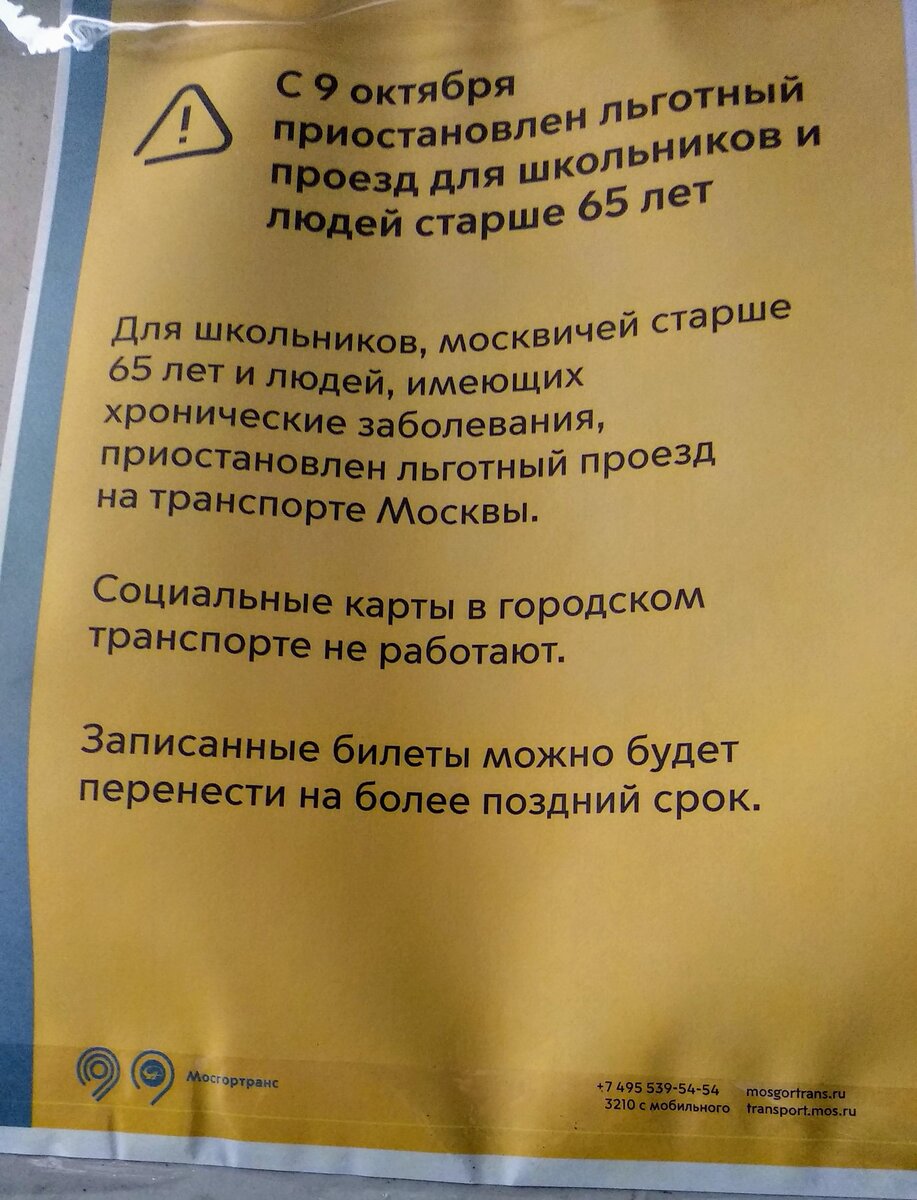 С 9 октября
приостановлен льготный
проезд для школьников и
людей старше 65 лет
Для школьников, москвичей старше
65 лет и людей, имеющих
хронические заболевания,
приостановлен льготный проезд
на транспорте Москвы.
Социальные карты в городском
транспорте не работают.
Записанные билеты можно будет
перенести на более поздний срок.
Мосгортранс
+7 495 539-54-54 mosgortrans.ru
3210 с мобильного transport.mos.ru